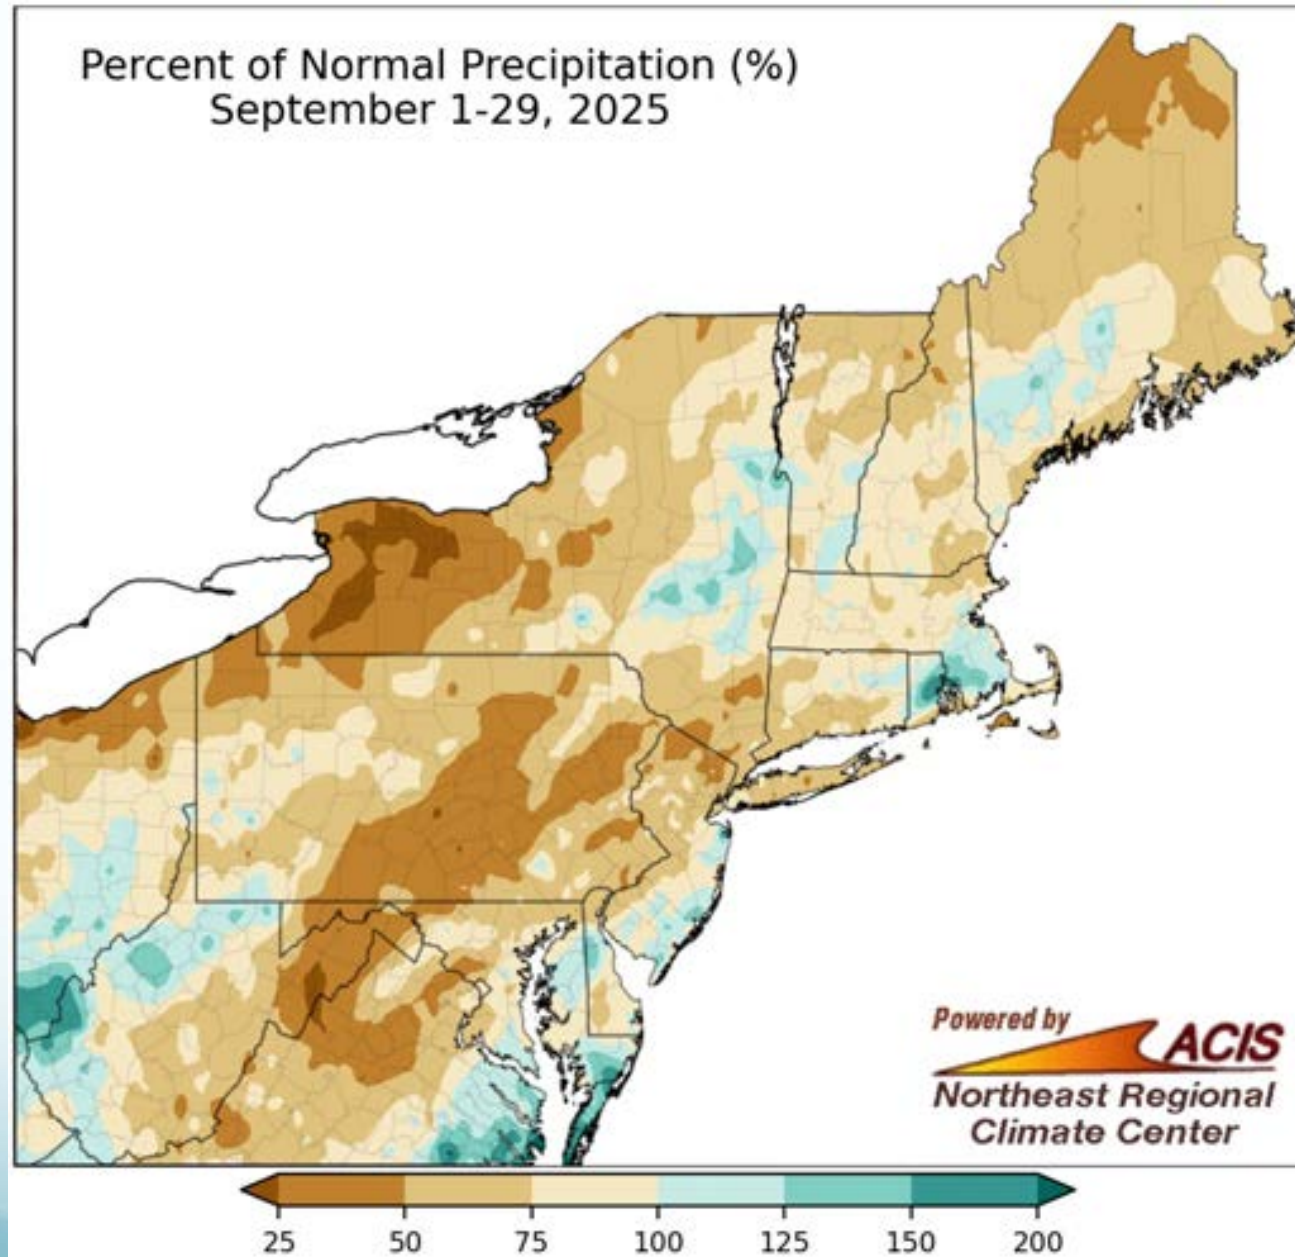 Percent of Normal Precipitation (%)
September 1-29, 2025
Powered by
ACIS
Northeast Regional
Climate Center
25 50 75 100 125 150 200